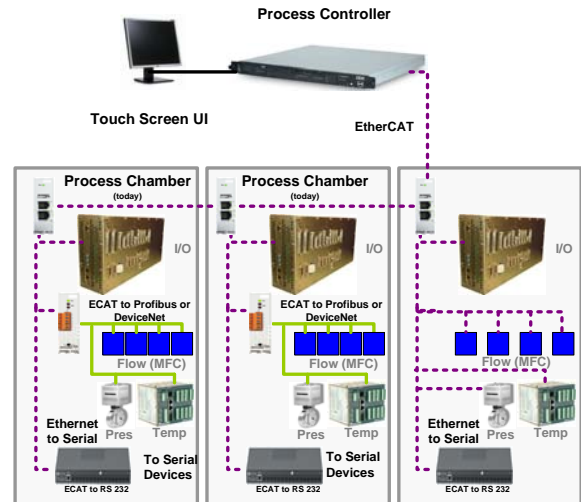 Process Controller
Touch Screen UI
EtherCAT
Process Chamber
(today)
I/O
ECAT to Profibus or
DeviceNet
Flow (MFC)
Pres
Temp
Ethernet
to Serial
To Serial
Devices
ECAT to RS 232
Process Chamber
(today)
I/O
ECAT to Profibus or
DeviceNet
Flow (MFC)
Pres
Temp
To Serial
Devices
ECAT to RS 232
I/O
Flow (MFC)
Pres
Temp
Ethernet
to Serial
ECAT to RS 232